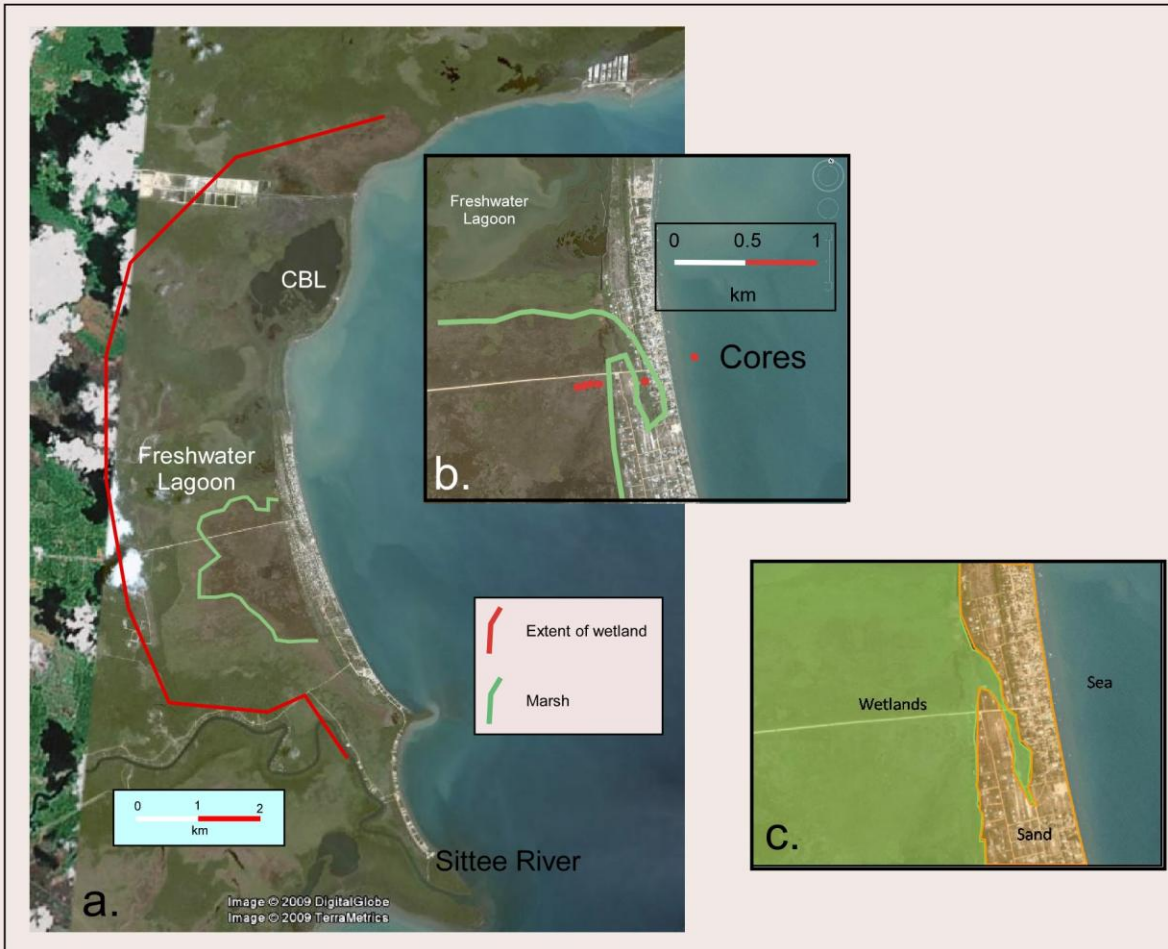 CBL
Freshwater
Lagoon
Sittee River
0 1 2
km
Image © 2009 DigitalGlobe
Image © 2009 TerraMetrics
a.
Freshwater
Lagoon
0 0.5 1
km
Cores
b.
Extent of wetland
Marsh
Wetlands
Sea
Sand
c.